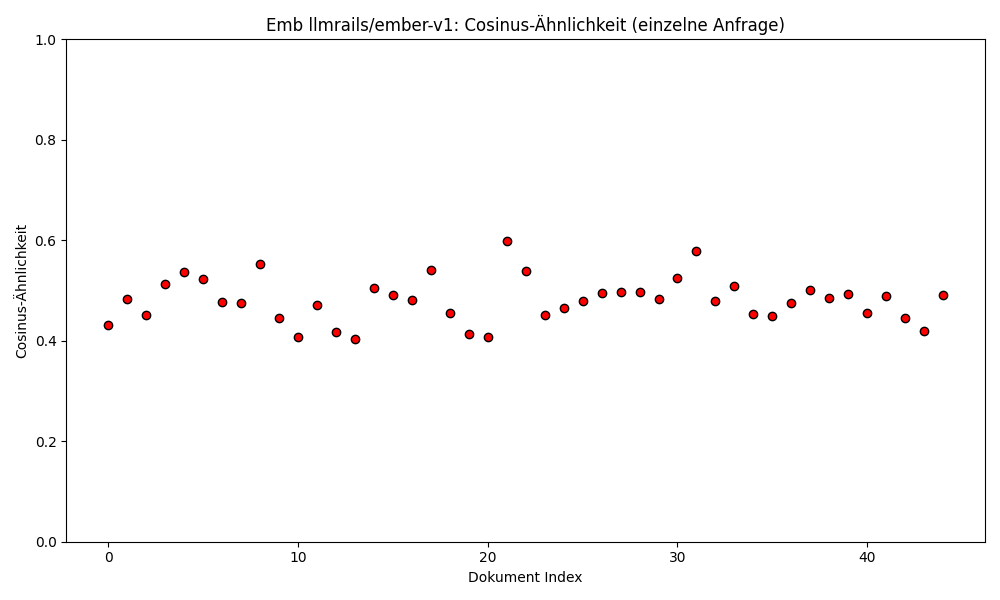 Emb llmrails/ember-v1: Cosinus-Ähnlichkeit (einzelne Anfrage)
Cosinus-Ähnlichkeit
1.0
0.8
0.6
0.4
0.2
0.0
0 10 20 30 40
Dokument Index